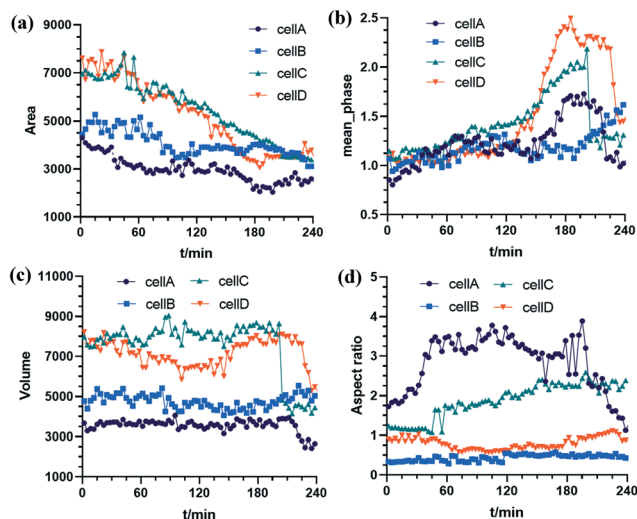 (a)
9000
7000
5000
3000
1000
Area
0 60 120 180 240
t/min
cellA
cellB
cellC
cellD
(b)
2.5
2.0
1.5
1.0
0.5
mean_phase
0 60 120 180 240
t/min
cellA
cellB
cellC
cellD
(c)
11000
9000
7000
5000
3000
1000
Volume
0 60 120 180 240
t/min
cellA cellC
cellB cellD
(d)
5
4
3
2
1
0
Aspect ratio
0 60 120 180 240
t/min
cellA cellC
cellB cellD